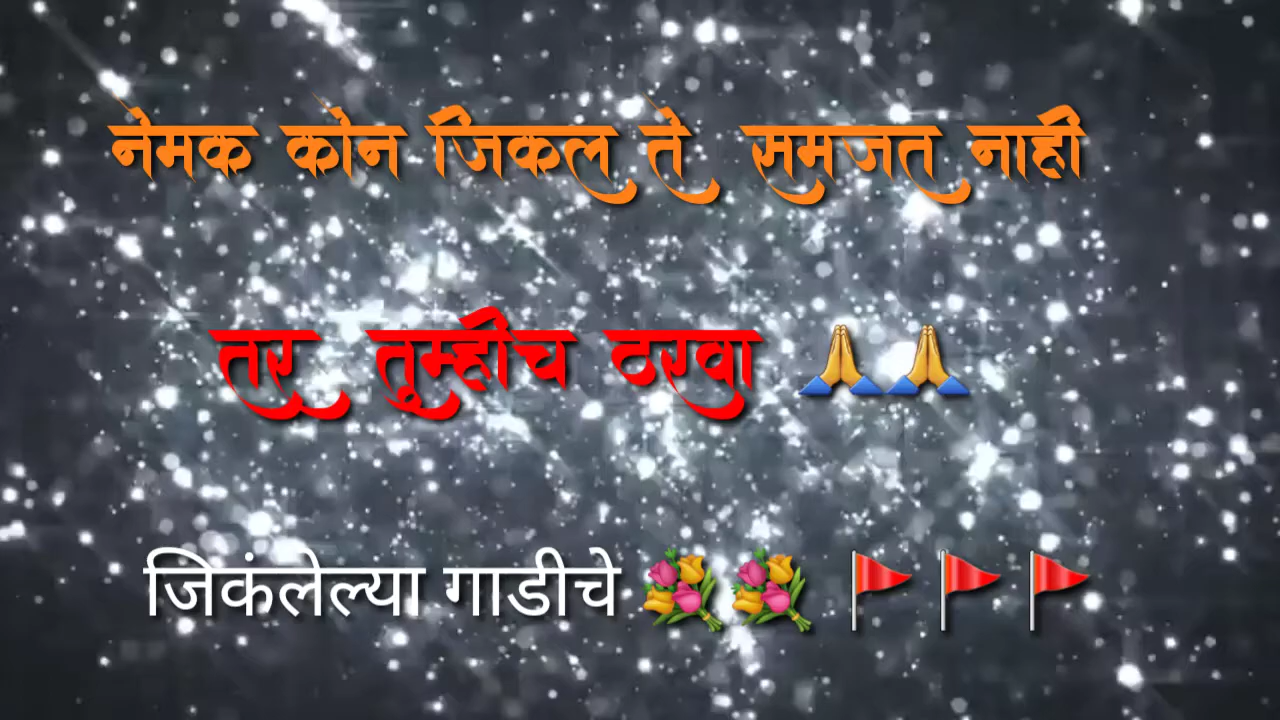 नेमक कोन जिकल ते समजत नाही
तर तुम्हीच ठरवा 🙏🙏
जिकंलेल्या गाडीचे 💐💐 🚩🚩🚩